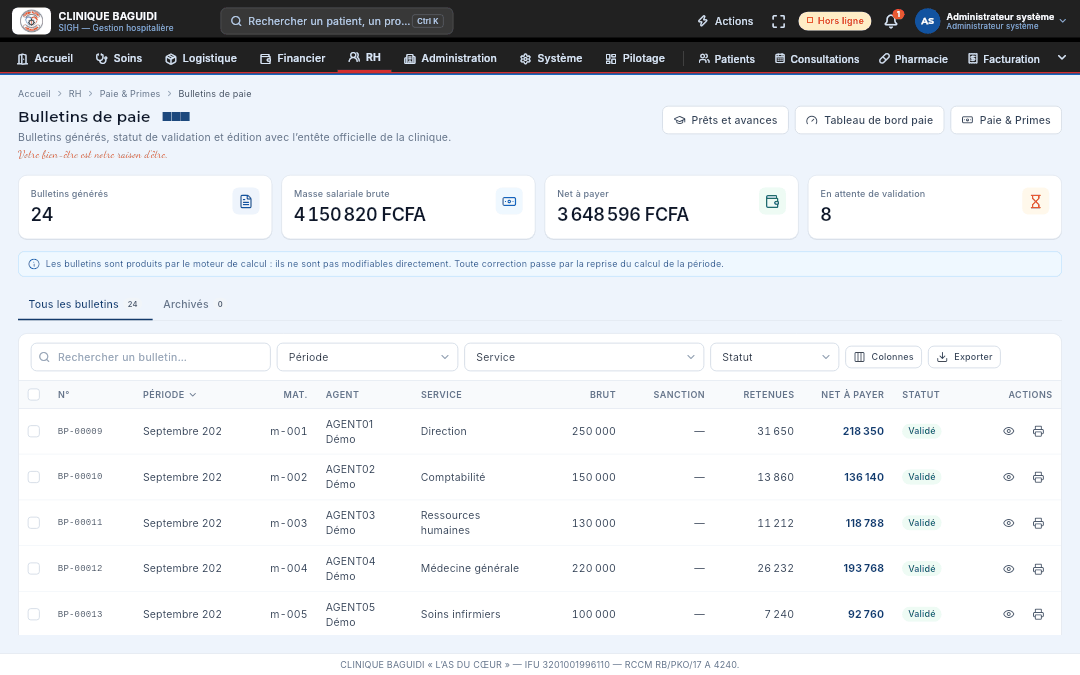 CLINIQUE BAGUIDI
SIGH — Gestion hospitalière
Rechercher un patient, un pro... Ctrl K
Actions
Hors ligne
1
AS
Administrateur système
Administrateur système
Accueil Soins Logistique Financier RH Administration Système Pilotage Patients Consultations Pharmacie Facturation
Accueil > RH > Paie & Primes > Bulletins de paie
Bulletins de paie
Bulletins générés, statut de validation et édition avec l'entête officielle de la clinique.
Votre bien-être est notre raison d'être.
Prêts et avances
Tableau de bord paie
Paie & Primes
Bulletins générés
24
Masse salariale brute
4 150 820 FCFA
Net à payer
3 648 596 FCFA
En attente de validation
8
Les bulletins sont produits par le moteur de calcul : ils ne sont pas modifiables directement. Toute correction passe par la reprise du calcul de la période.
Tous les bulletins 24 Archivés 0
Rechercher un bulletin... Période Service Statut Colonnes Exporter
N° PÉRIODE MAT. AGENT SERVICE BRUT SANCTION RETENUES NET À PAYER STATUT ACTIONS
BP-00009 Septembre 202 m-001 AGENT01 Démo Direction 250 000 — 31 650 218 350 Validé
BP-00010 Septembre 202 m-002 AGENT02 Démo Comptabilité 150 000 — 13 860 136 140 Validé
BP-00011 Septembre 202 m-003 AGENT03 Démo Ressources humaines 130 000 — 11 212 118 788 Validé
BP-00012 Septembre 202 m-004 AGENT04 Démo Médecine générale 220 000 — 26 232 193 768 Validé
BP-00013 Septembre 202 m-005 AGENT05 Démo Soins infirmiers 100 000 — 7 240 92 760 Validé
CLINIQUE BAGUIDI « L'AS DU CŒUR » — IFU 3201001996110 — RCCM RB/PKO/17 A 4240.